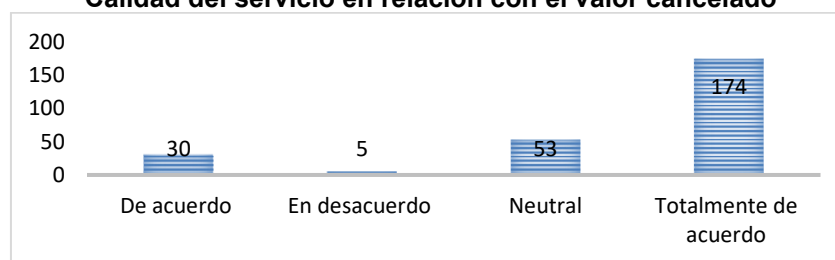 Calidad del servicio en relación con el valor cancelado
200
150
100
50
0
30
5
53
174
De acuerdo
En desacuerdo
Neutral
Totalmente de
acuerdo